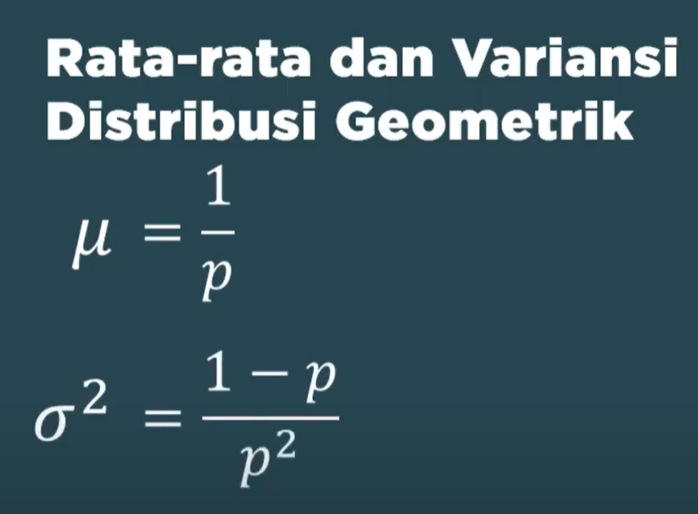 Rata-rata dan Variansi
Distribusi Geometrik
μ = 1/p
σ² = (1 − p)/p²